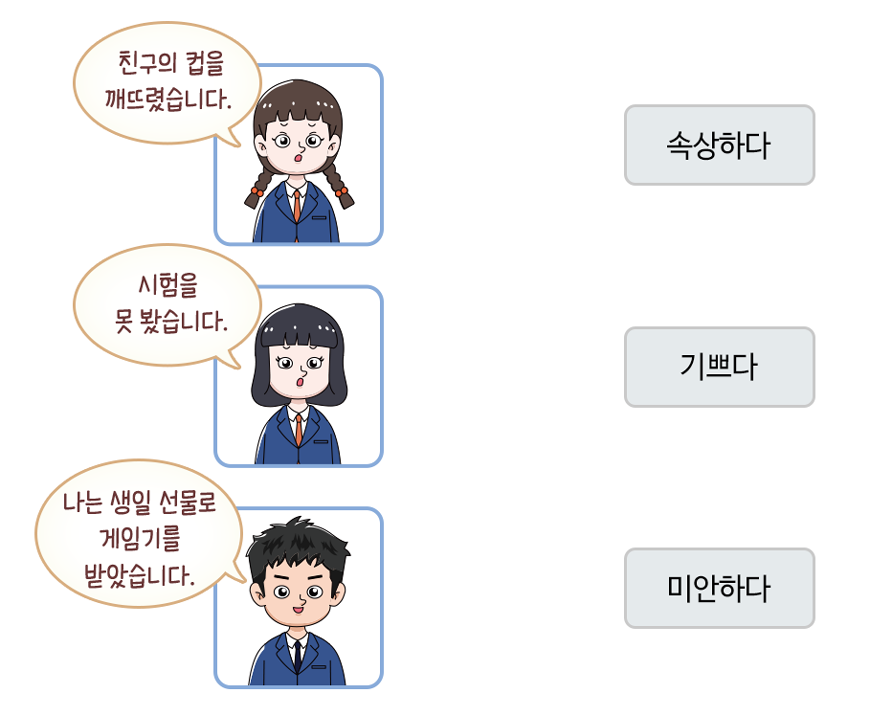 친구의 컵을
깨뜨렸습니다.
속상하다
시험을
못 봤습니다.
기쁘다
나는 생일 선물로
게임기를
받았습니다.
미안하다